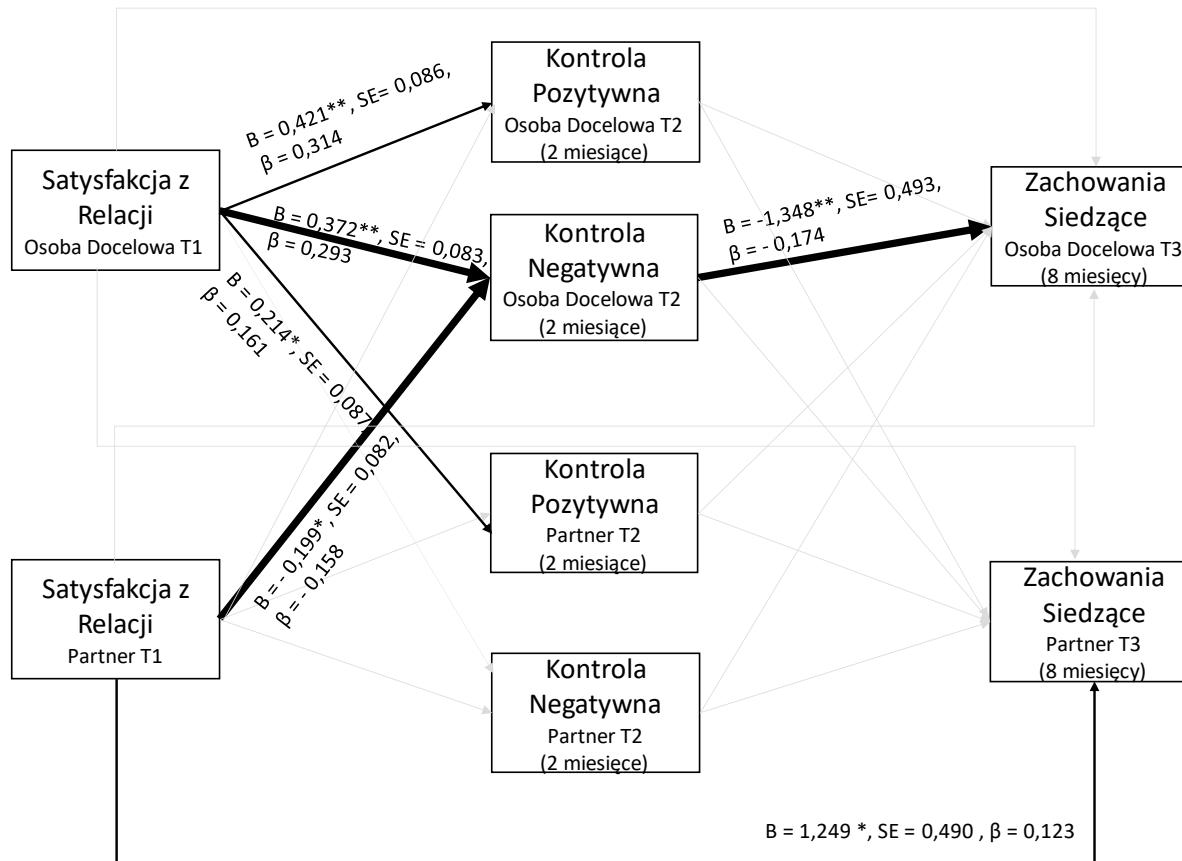 Kontrola
Pozytywna
Osoba Docelowa T2
(2 miesiące)
B = 0,421**, SE= 0,086,
β = 0,314
Satysfakcja z
Relacji
Osoba Docelowa T1
B = 0,372**, SE = 0,083,
β = 0,293
Kontrola
Negatywna
Osoba Docelowa T2
(2 miesiące)
B = -1,348**, SE= 0,493,
β = - 0,174
Zachowania
Siedzące
Osoba Docelowa T3
(8 miesięcy)
B = 0,214*, SE = 0,087,
β = 0,161
B = - 0,199*, SE = 0,082,
β = - 0,158
Kontrola
Pozytywna
Partner T2
(2 miesiące)
Satysfakcja z
Relacji
Partner T1
Zachowania
Siedzące
Partner T3
(8 miesięcy)
Kontrola
Negatywna
Partner T2
(2 miesiące)
B = 1,249 *, SE = 0,490 , β = 0,123